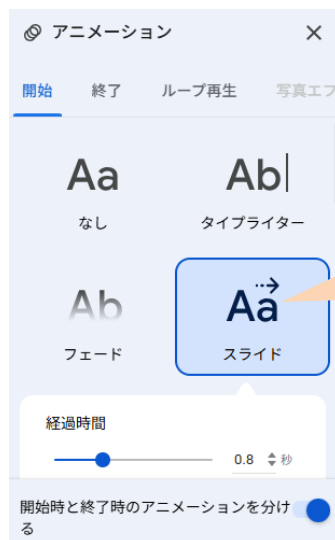 アニメーション
開始 終了 ループ再生 写真エフ
Aa Ab
なし タイプライター
Ab Aa
フェード スライド
経過時間
0.8 秒
開始時と終了時のアニメーションを分け
る